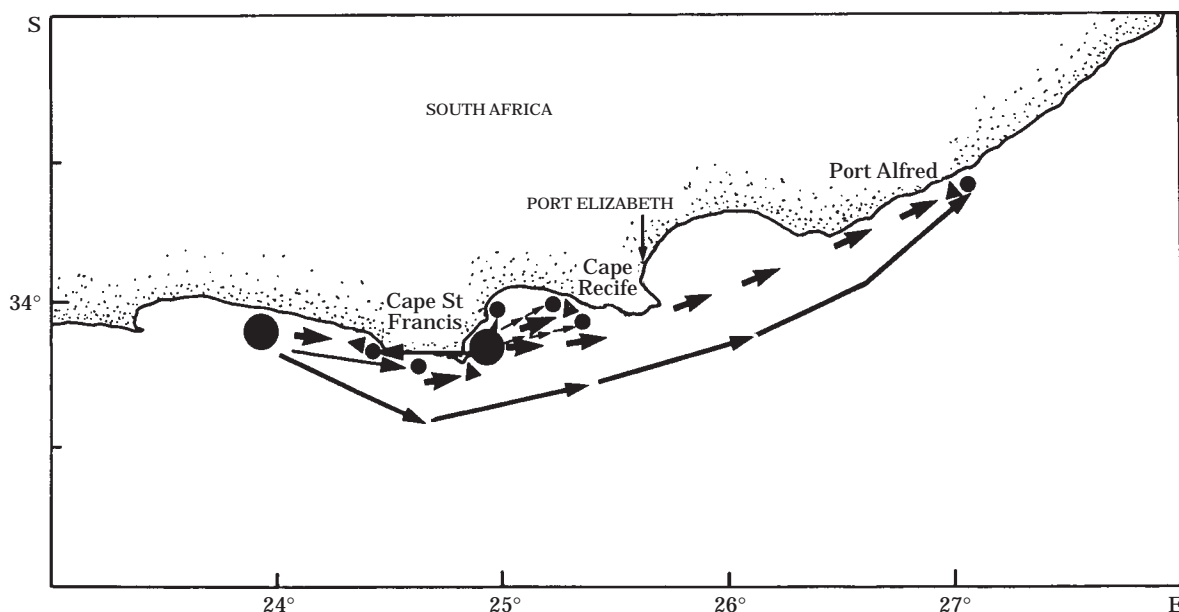 S
SOUTH AFRICA
Port Alfred
PORT ELIZABETH
Cape
Recife
34°
Cape St
Francis
24°
25°
26°
27°
E